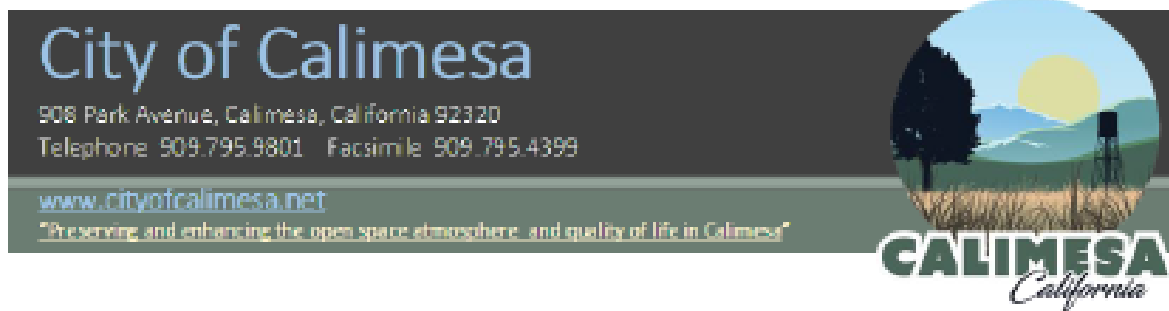 City of Calimesa
908 Park Avenue, Calimesa, California 92320
Telephone 909.795.9801 Facsimile 909.795.4399
www.cityofcalimesa.net
"Preserving and enhancing the open space atmosphere and quality of life in Calimesa"
CALIMESA
California